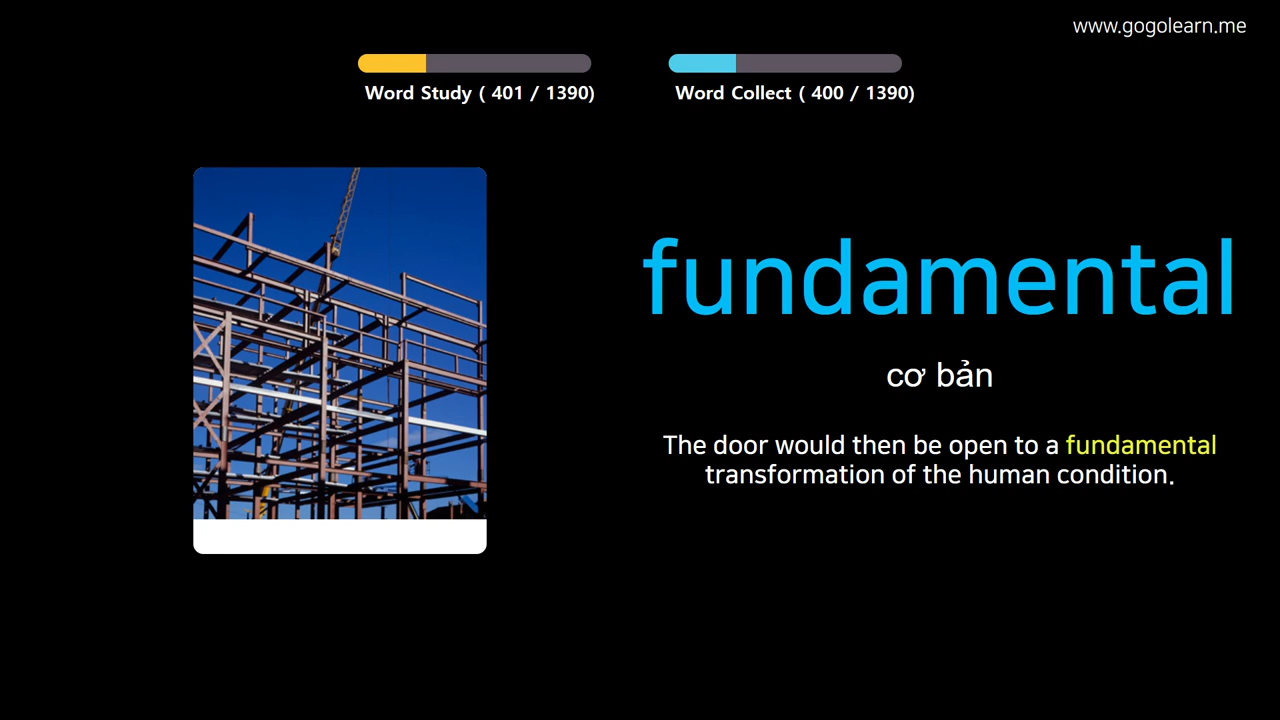 www.gogolearn.me
Word Study ( 401 / 1390)
Word Collect ( 400 / 1390)
fundamental
cơ bản
The door would then be open to a fundamental
transformation of the human condition.